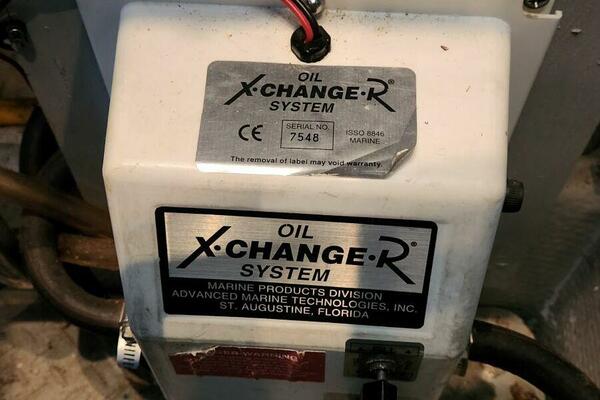 OIL
X·CHANGE·R®
SYSTEM
CE
SERIAL NO.
7548
ISSO 8846
MARINE
The removal of label may void warranty.
OIL
X·CHANGE·R®
SYSTEM
MARINE PRODUCTS DIVISION
ADVANCED MARINE TECHNOLOGIES, INC.
ST. AUGUSTINE, FLORIDA
WARNING